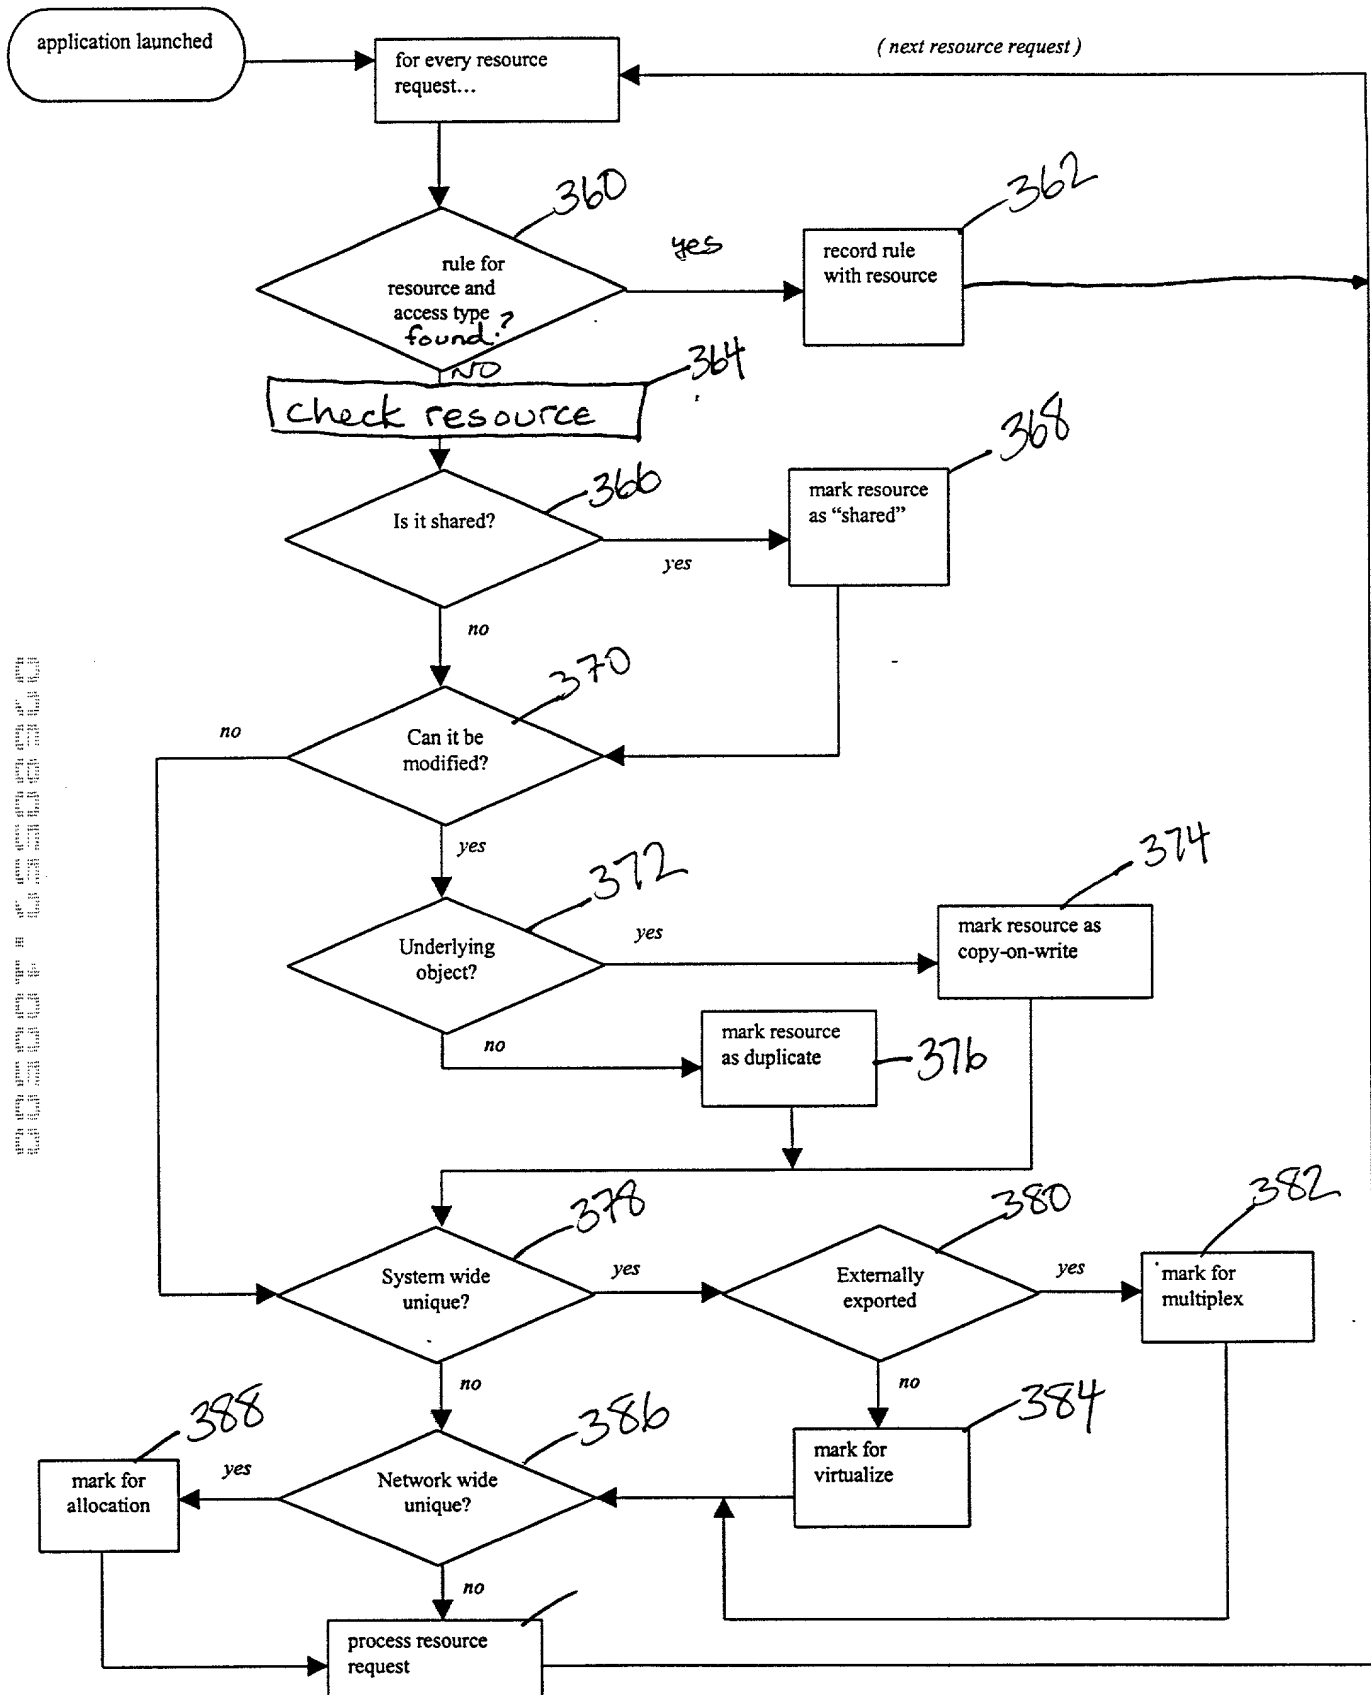 application launched
for every resource
request...
( next resource request )
360
362
rule for
resource and
access type
found?
yes
record rule
with resource
NO
364
check resource
366
368
Is it shared?
yes
mark resource
as “shared”
no
370
no
Can it be
modified?
yes
372
374
Underlying
object?
yes
mark resource as
copy-on-write
no
mark resource
as duplicate
376
378
380
382
System wide
unique?
yes
Externally
exported
yes
mark for
multiplex
no
no
388
386
384
mark for
allocation
yes
Network wide
unique?
mark for
virtualize
no
process resource
request